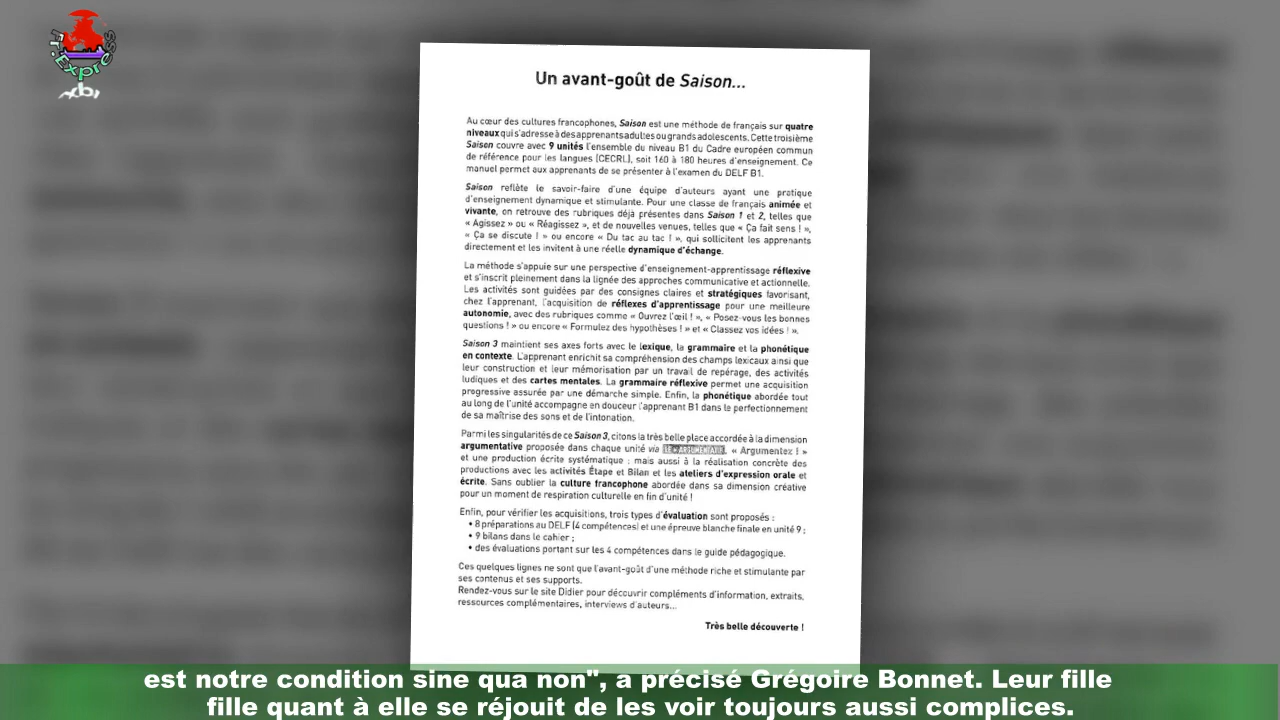 Fr.Expres
Un avant-goût de Saison...
Au cœur des cultures francophones, Saison est une méthode de français sur quatre
niveaux qui s'adresse à des apprenants adultes ou grands adolescents. Cette troisième
Saison couvre avec 9 unités l'ensemble du niveau B1 du Cadre européen commun
de référence pour les langues (CECRL), soit 160 à 180 heures d'enseignement. Ce
manuel permet aux apprenants de se présenter à l'examen du DELF B1.
Saison reflète le savoir-faire d'une équipe d'auteurs ayant une pratique
d'enseignement dynamique et stimulante. Pour une classe de français animée et
vivante, on retrouve des rubriques déjà présentes dans Saison 1 et 2, telles que
« Agissez » ou « Réagissez », et de nouvelles venues, telles que « Ça fait sens ! »,
« Ça se discute ! » ou encore « Du tac au tac ! », qui sollicitent les apprenants
directement et les invitent à une réelle dynamique d'échange.
La méthode s'appuie sur une perspective d'enseignement-apprentissage réflexive
et s'inscrit pleinement dans la lignée des approches communicative et actionnelle.
Les activités sont guidées par des consignes claires et stratégiques favorisant,
chez l'apprenant, l'acquisition de réflexes d'apprentissage pour une meilleure
autonomie, avec des rubriques comme « Ouvrez l'œil ! », « Posez-vous les bonnes
questions ! » ou encore « Formulez des hypothèses ! » et « Classez vos idées ! ».
Saison 3 maintient ses axes forts avec le lexique, la grammaire et la phonétique
en contexte. L'apprenant enrichit sa compréhension des champs lexicaux ainsi que
leur construction et leur mémorisation par un travail de repérage, des activités
ludiques et des cartes mentales. La grammaire réflexive permet une acquisition
progressive assurée par une démarche simple. Enfin, la phonétique abordée tout
au long de l'unité accompagne en douceur l'apprenant B1 dans le perfectionnement
de sa maîtrise des sons et de l'intonation.
Parmi les singularités de ce Saison 3, citons la très belle place accordée à la dimension
argumentative proposée dans chaque unité via , « Argumentez ! »
et une production écrite systématique ; mais aussi à la réalisation concrète des
productions avec les activités Étape et Bilan et les ateliers d'expression orale et
écrite. Sans oublier la culture francophone abordée dans sa dimension créative
pour un moment de respiration culturelle en fin d'unité !
Enfin, pour vérifier les acquisitions, trois types d'évaluation sont proposés :
• 8 préparations au DELF (4 compétences) et une épreuve blanche finale en unité 9 ;
• 9 bilans dans le cahier ;
• des évaluations portant sur les 4 compétences dans le guide pédagogique.
Ces quelques lignes ne sont que l'avant-goût d'une méthode riche et stimulante par
ses contenus et ses supports.
Rendez-vous sur le site Didier pour découvrir compléments d'information, extraits,
ressources complémentaires, interviews d'auteurs...
Très belle découverte !
est notre condition sine qua non", a précisé Grégoire Bonnet. Leur fille
fille quant à elle se réjouit de les voir toujours aussi complices.